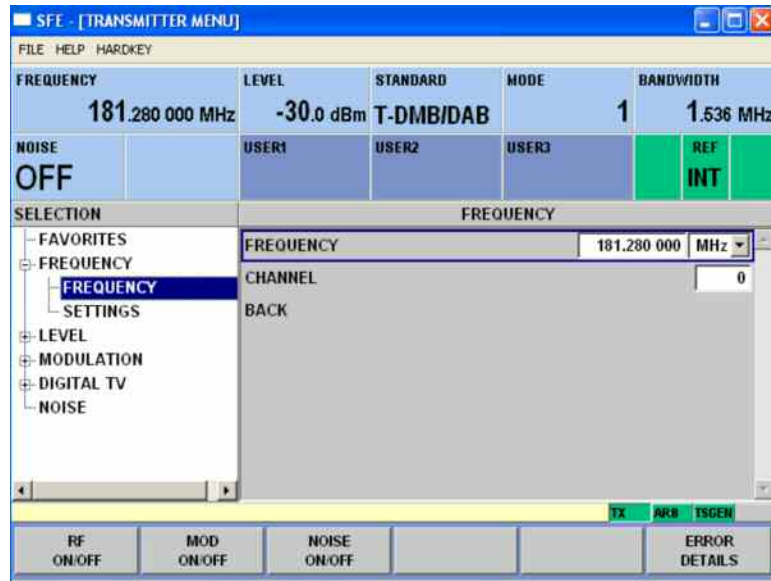 SFE - [TRANSMITTER MENU]
FILE HELP HARDKEY
FREQUENCY LEVEL STANDARD MODE BANDWIDTH
181.280 000 MHz -30.0 dBm T-DMB/DAB 1 1.536 MHz
NOISE USER1 USER2 USER3 REF
OFF INT
SELECTION FREQUENCY
FAVORITES
FREQUENCY
FREQUENCY
SETTINGS
LEVEL
MODULATION
DIGITAL TV
NOISE
FREQUENCY 181.280 000 MHz
CHANNEL 0
BACK
TX ARB TSGEN
RF ON/OFF
MOD ON/OFF
NOISE ON/OFF
ERROR DETAILS